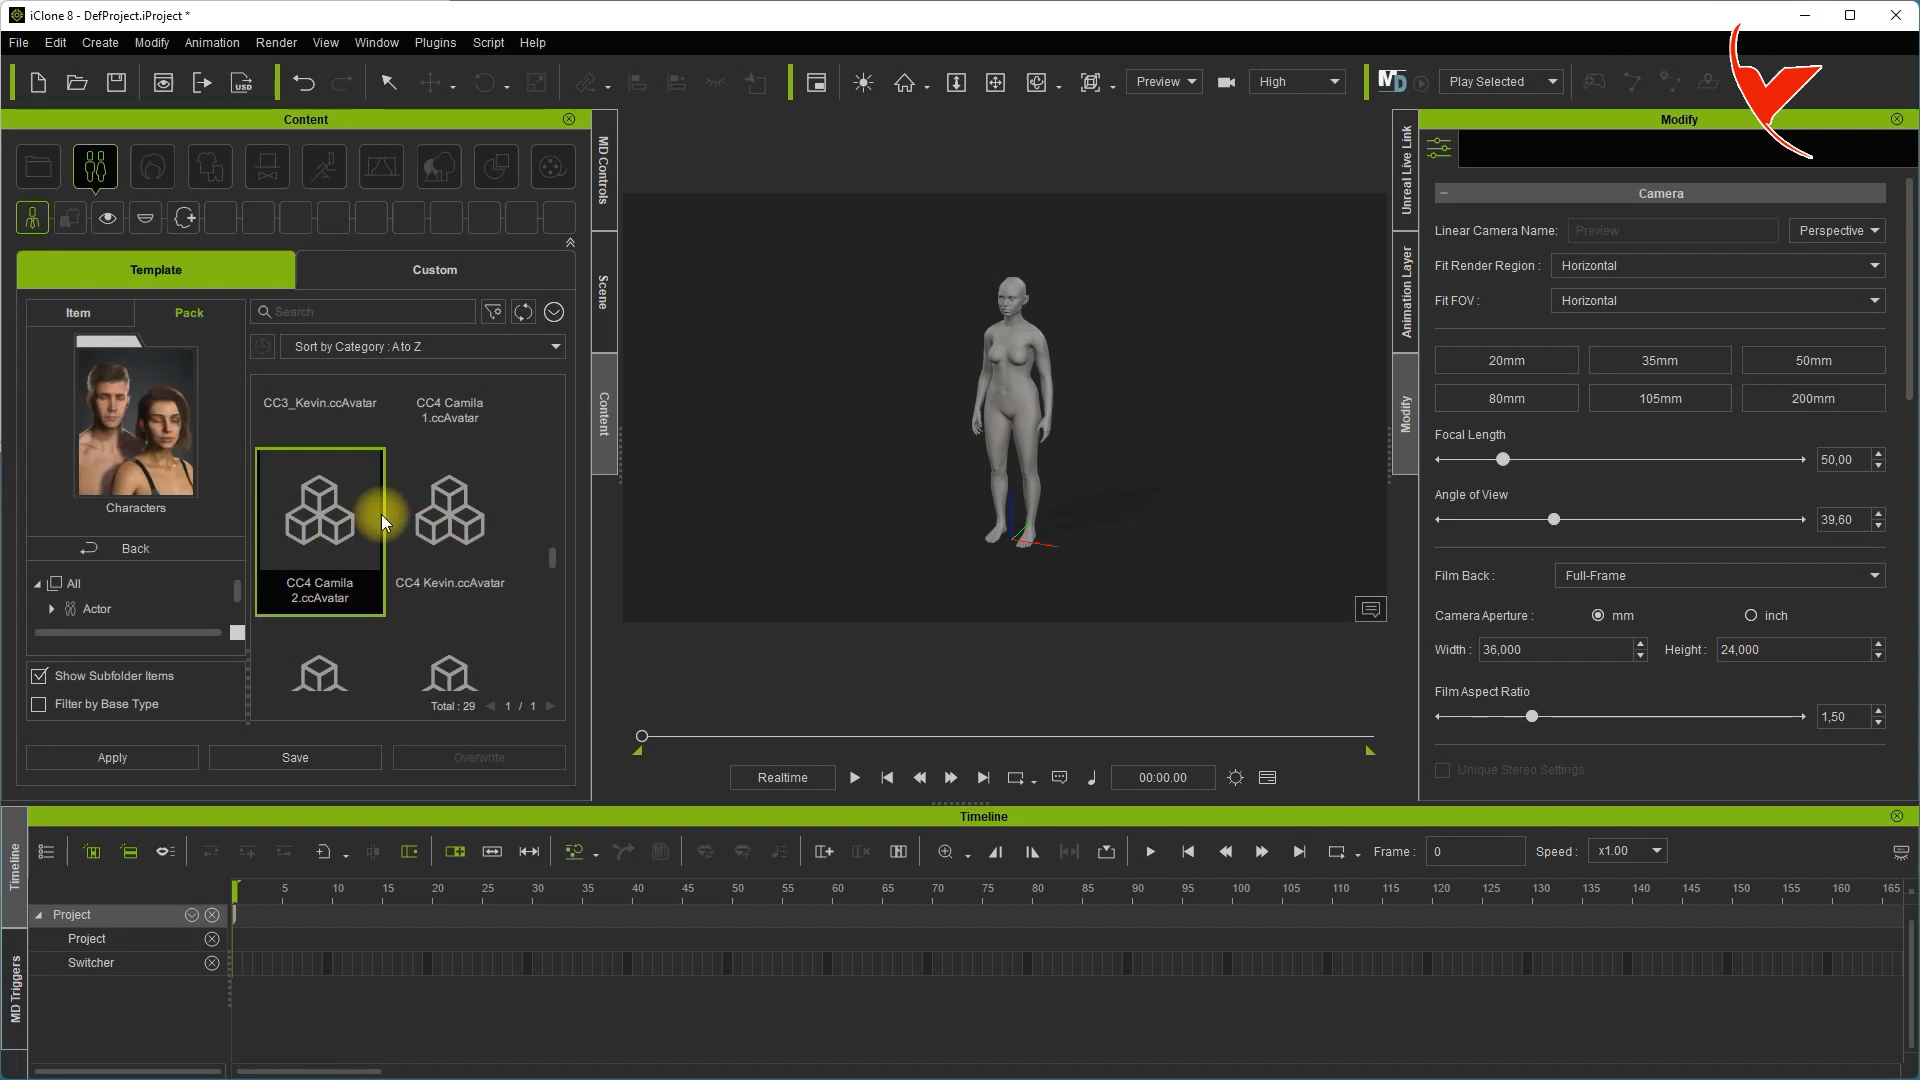 iClone 8 - DefProject.iProject *
File Edit Create Modify Animation Render View Window Plugins Script Help
USD
Preview
High
MD
Play Selected
Content
Modify
MD Controls
Scene
Content
Template
Custom
Item
Pack
Search
Sort by Category : A to Z
Characters
Back
All
Actor
Show Subfolder Items
Filter by Base Type
CC3_Kevin.ccAvatar
CC4 Camila
1.ccAvatar
CC4 Camila
2.ccAvatar
CC4 Kevin.ccAvatar
Total : 29
1 / 1
Apply
Save
Overwrite
Realtime
00:00.00
Unreal Live Link
Animation Layer
Modify
Camera
Linear Camera Name:
Preview
Perspective
Fit Render Region :
Horizontal
Fit FOV :
Horizontal
20mm
35mm
50mm
80mm
105mm
200mm
Focal Length
50,00
Angle of View
39,60
Film Back :
Full-Frame
Camera Aperture :
mm
inch
Width :
36,000
Height :
24,000
Film Aspect Ratio
1,50
Unique Stereo Settings
Timeline
Timeline
MD Triggers
Frame :
0
Speed :
x1.00
5 10 15 20 25 30 35 40 45 50 55 60 65 70 75 80 85 90 95 100 105 110 115 120 125 130 135 140 145 150 155 160 165
Project
Project
Switcher